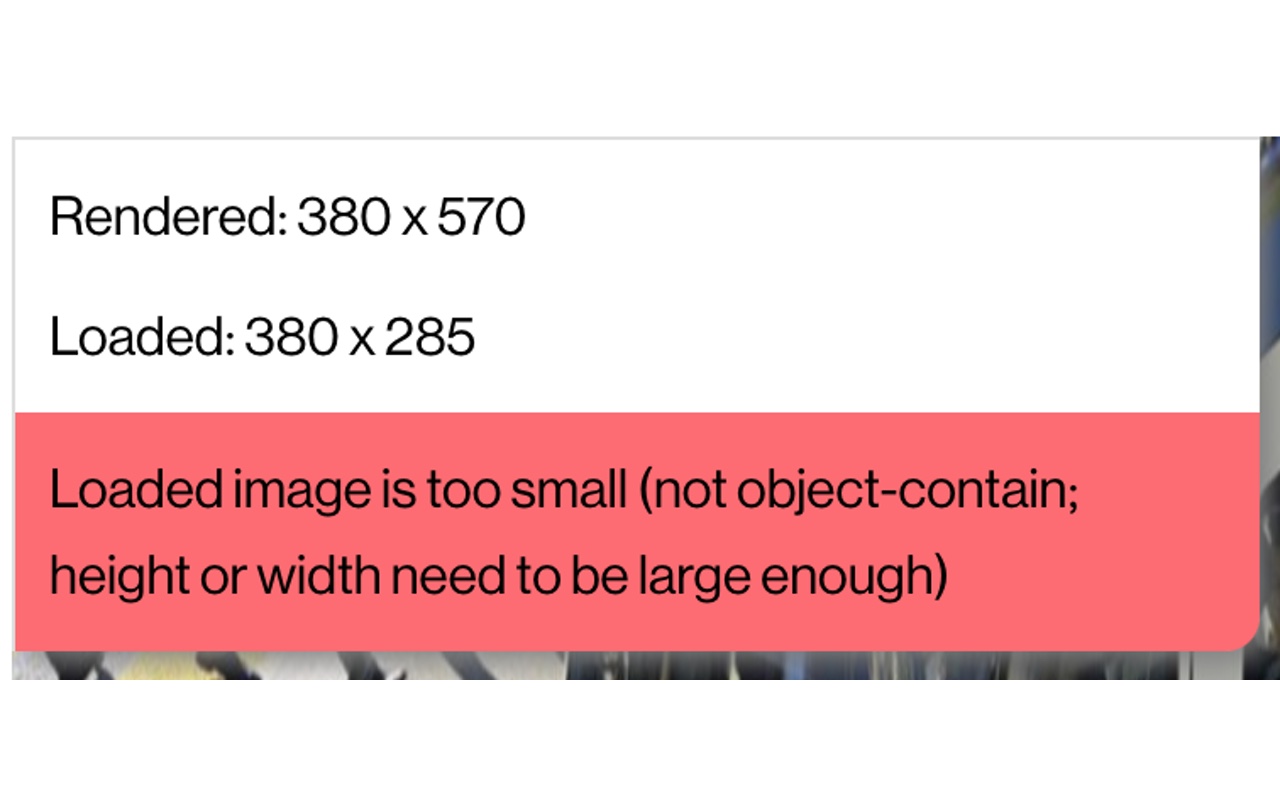 Rendered: 380 x 570
Loaded: 380 x 285
Loaded image is too small (not object-contain;
height or width need to be large enough)